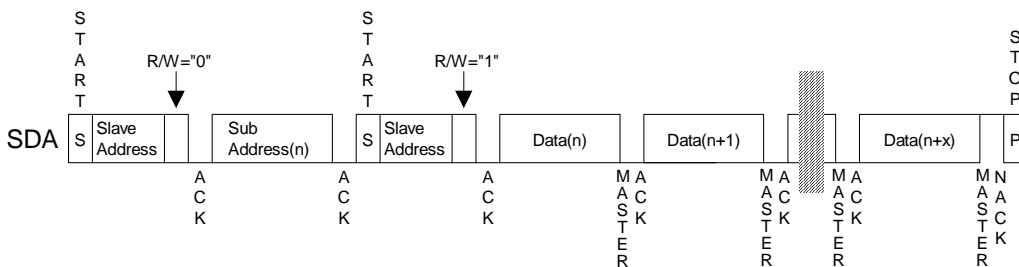 START
START
STOP
R/W="0"
R/W="1"
SDA
S
Slave
Address
Sub
Address(n)
S
Slave
Address
Data(n)
Data(n+1)
Data(n+x)
P
ACK
ACK
ACK
MASTER
ACK
MASTER
ACK
MASTER
ACK
MASTER
NACK